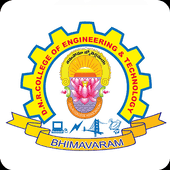 D.N.R.COLLEGE OF ENGINEERING & TECHNOLOGY
BHIMAVARAM